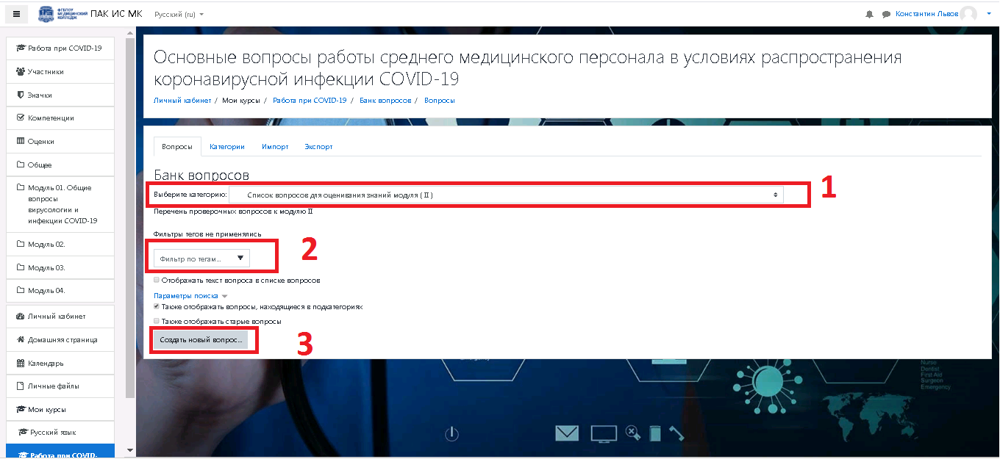 ФГБПОУ
МЕДИЦИНСКИЙ
КОЛЛЕДЖ
ПАК ИС МК
Русский (ru)
Константин Львов
Работа при COVID-19
Участники
Значки
Компетенции
Оценки
Общее
Модуль 01. Общие
вопросы
вирусологии и
инфекции COVID-19
Модуль 02.
Модуль 03.
Модуль 04.
Личный кабинет
Домашняя страница
Календарь
Личные файлы
Мои курсы
Русский язык
Работа при COVID-
Основные вопросы работы среднего медицинского персонала в условиях распространения
коронавирусной инфекции COVID-19
Личный кабинет / Мои курсы / Работа при COVID-19 / Банк вопросов / Вопросы
Вопросы Категории Импорт Экспорт
Банк вопросов
Выберите категорию: Список вопросов для оценивания знаний модуля ( II )
1
Перечень проверочных вопросов к модулю II
Фильтры тегов не применялись
Фильтр по тегам...
2
Отображать текст вопроса в списке вопросов
Параметры поиска
Также отображать вопросы, находящиеся в подкатегориях
Также отображать старые вопросы
Создать новый вопрос...
3
Nurse
Dentist
First Aid
Surgeon
Emergency